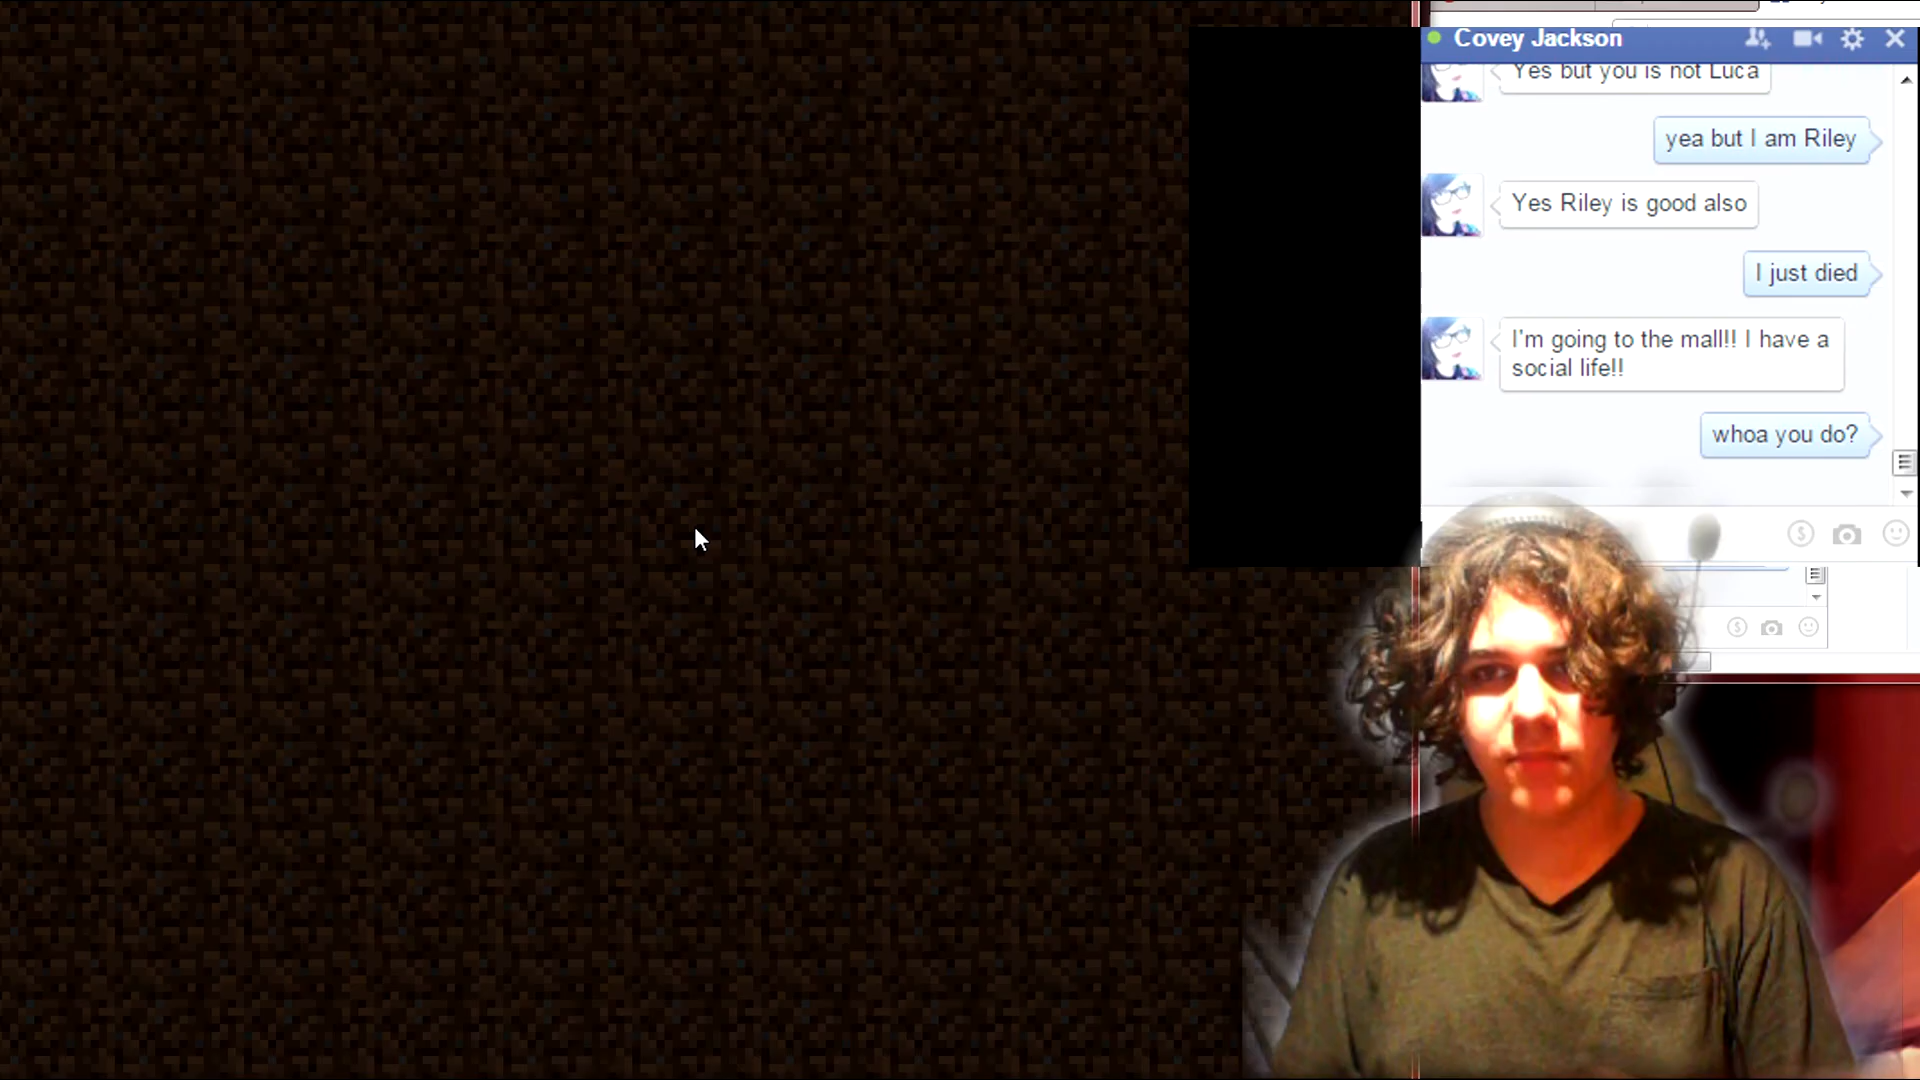 Covey Jackson
Yes but you is not Luca
yea but I am Riley
Yes Riley is good also
I just died
I'm going to the mall!! I have a
social life!!
whoa you do?